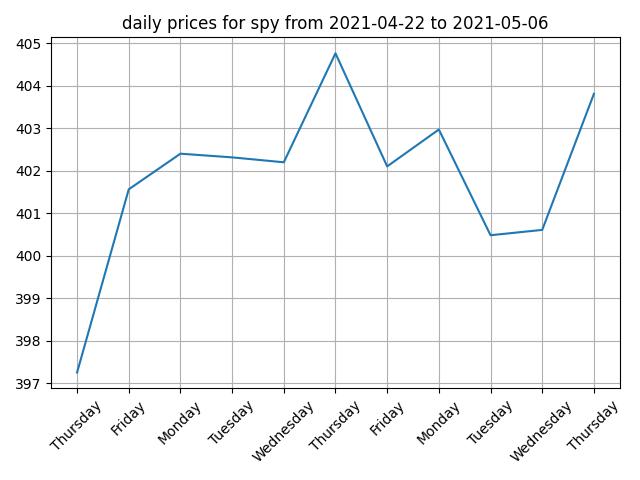 daily prices for spy from 2021-04-22 to 2021-05-06
405
404
403
402
401
400
399
398
397
Thursday
Friday
Monday
Tuesday
Wednesday
Thursday
Friday
Monday
Tuesday
Wednesday
Thursday